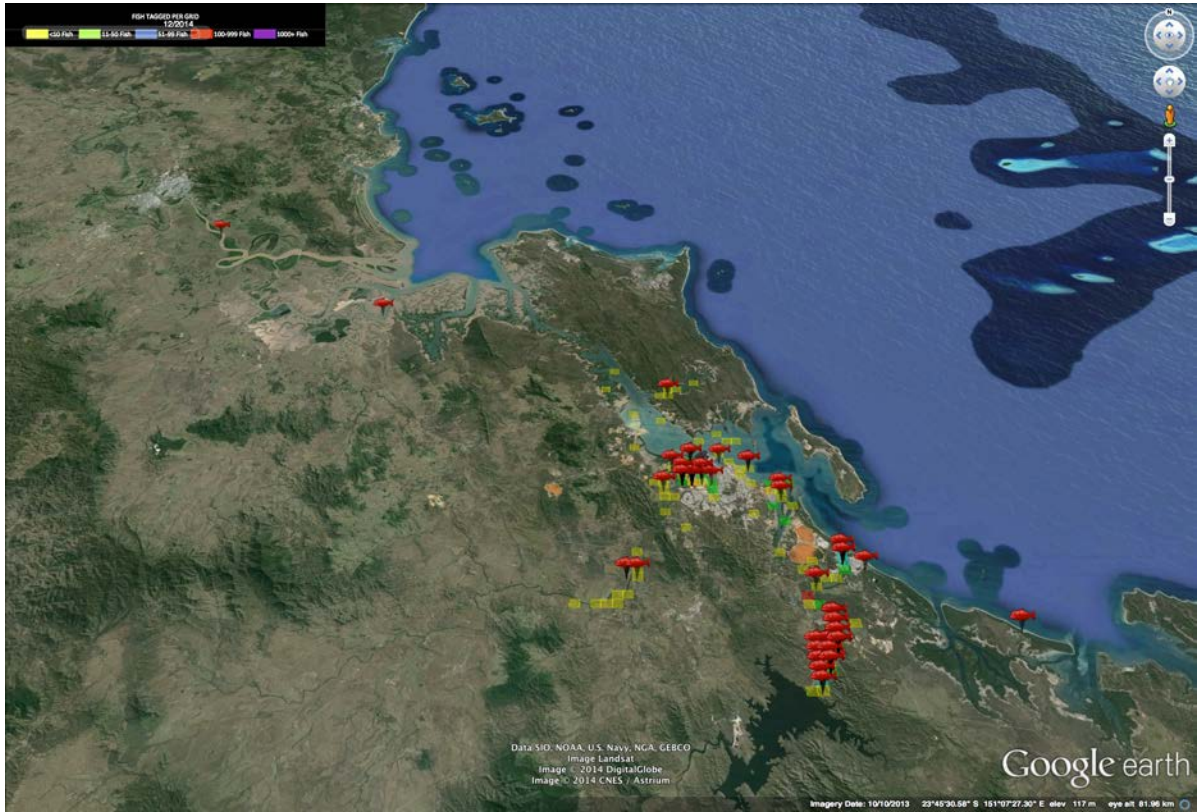 FISH TAGGED PER GRID
12/2014
<10 Fish 11-50 Fish 51-99 Fish 100-999 Fish 1000+ Fish
N
Data SIO, NOAA, U.S. Navy, NGA, GEBCO
Image Landsat
Image © 2014 DigitalGlobe
Image © 2014 CNES / Astrium
Google earth
Imagery Date: 10/10/2013 23°45'30.58" S 151°07'27.30" E elev 117 m eye alt 81.96 km